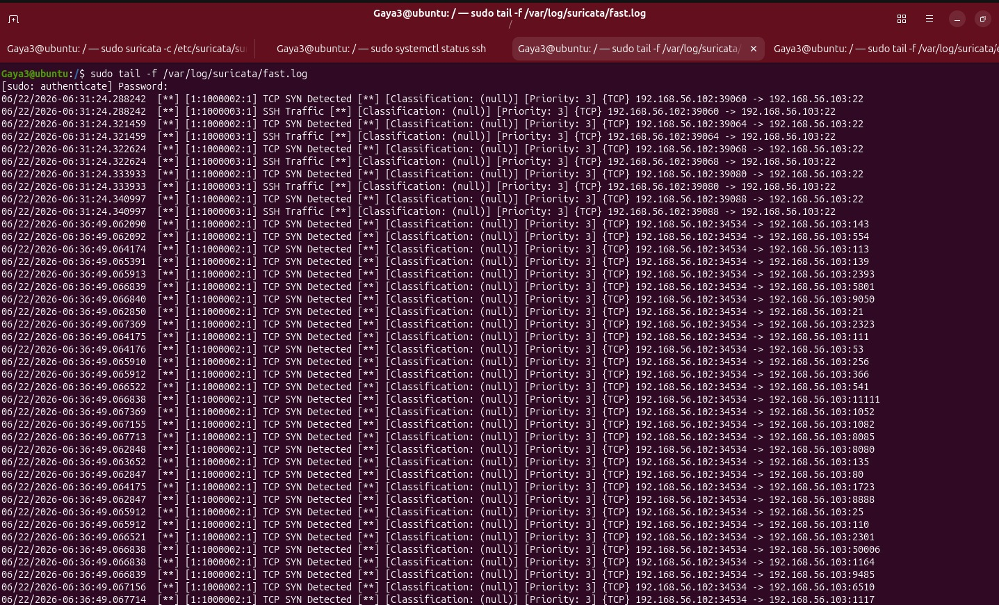 Gaya3@ubuntu: / — sudo tail -f /var/log/suricata/fast.log
/
Gaya3@ubuntu: / — sudo suricata -c /etc/suricata/su
Gaya3@ubuntu: / — sudo systemctl status ssh
Gaya3@ubuntu: / — sudo tail -f /var/log/suricata/
Gaya3@ubuntu: / — sudo tail -f /var/log/suricata/e
Gaya3@ubuntu:/$ sudo tail -f /var/log/suricata/fast.log
[sudo: authenticate] Password:
06/22/2026-06:31:24.288242  [**] [1:1000002:1] TCP SYN Detected [**] [Classification: (null)] [Priority: 3] {TCP} 192.168.56.102:39060 -> 192.168.56.103:22
06/22/2026-06:31:24.288242  [**] [1:1000003:1] SSH Traffic [**] [Classification: (null)] [Priority: 3] {TCP} 192.168.56.102:39060 -> 192.168.56.103:22
06/22/2026-06:31:24.321459  [**] [1:1000002:1] TCP SYN Detected [**] [Classification: (null)] [Priority: 3] {TCP} 192.168.56.102:39064 -> 192.168.56.103:22
06/22/2026-06:31:24.321459  [**] [1:1000003:1] SSH Traffic [**] [Classification: (null)] [Priority: 3] {TCP} 192.168.56.102:39064 -> 192.168.56.103:22
06/22/2026-06:31:24.322624  [**] [1:1000002:1] TCP SYN Detected [**] [Classification: (null)] [Priority: 3] {TCP} 192.168.56.102:39068 -> 192.168.56.103:22
06/22/2026-06:31:24.322624  [**] [1:1000003:1] SSH Traffic [**] [Classification: (null)] [Priority: 3] {TCP} 192.168.56.102:39068 -> 192.168.56.103:22
06/22/2026-06:31:24.333933  [**] [1:1000002:1] TCP SYN Detected [**] [Classification: (null)] [Priority: 3] {TCP} 192.168.56.102:39080 -> 192.168.56.103:22
06/22/2026-06:31:24.333933  [**] [1:1000003:1] SSH Traffic [**] [Classification: (null)] [Priority: 3] {TCP} 192.168.56.102:39080 -> 192.168.56.103:22
06/22/2026-06:31:24.340997  [**] [1:1000002:1] TCP SYN Detected [**] [Classification: (null)] [Priority: 3] {TCP} 192.168.56.102:39088 -> 192.168.56.103:22
06/22/2026-06:31:24.340997  [**] [1:1000003:1] SSH Traffic [**] [Classification: (null)] [Priority: 3] {TCP} 192.168.56.102:39088 -> 192.168.56.103:22
06/22/2026-06:36:49.062090  [**] [1:1000002:1] TCP SYN Detected [**] [Classification: (null)] [Priority: 3] {TCP} 192.168.56.102:34534 -> 192.168.56.103:143
06/22/2026-06:36:49.062092  [**] [1:1000002:1] TCP SYN Detected [**] [Classification: (null)] [Priority: 3] {TCP} 192.168.56.102:34534 -> 192.168.56.103:554
06/22/2026-06:36:49.064174  [**] [1:1000002:1] TCP SYN Detected [**] [Classification: (null)] [Priority: 3] {TCP} 192.168.56.102:34534 -> 192.168.56.103:113
06/22/2026-06:36:49.065391  [**] [1:1000002:1] TCP SYN Detected [**] [Classification: (null)] [Priority: 3] {TCP} 192.168.56.102:34534 -> 192.168.56.103:139
06/22/2026-06:36:49.065913  [**] [1:1000002:1] TCP SYN Detected [**] [Classification: (null)] [Priority: 3] {TCP} 192.168.56.102:34534 -> 192.168.56.103:2393
06/22/2026-06:36:49.066839  [**] [1:1000002:1] TCP SYN Detected [**] [Classification: (null)] [Priority: 3] {TCP} 192.168.56.102:34534 -> 192.168.56.103:5801
06/22/2026-06:36:49.066840  [**] [1:1000002:1] TCP SYN Detected [**] [Classification: (null)] [Priority: 3] {TCP} 192.168.56.102:34534 -> 192.168.56.103:9050
06/22/2026-06:36:49.062850  [**] [1:1000002:1] TCP SYN Detected [**] [Classification: (null)] [Priority: 3] {TCP} 192.168.56.102:34534 -> 192.168.56.103:21
06/22/2026-06:36:49.067369  [**] [1:1000002:1] TCP SYN Detected [**] [Classification: (null)] [Priority: 3] {TCP} 192.168.56.102:34534 -> 192.168.56.103:2323
06/22/2026-06:36:49.064175  [**] [1:1000002:1] TCP SYN Detected [**] [Classification: (null)] [Priority: 3] {TCP} 192.168.56.102:34534 -> 192.168.56.103:111
06/22/2026-06:36:49.064176  [**] [1:1000002:1] TCP SYN Detected [**] [Classification: (null)] [Priority: 3] {TCP} 192.168.56.102:34534 -> 192.168.56.103:53
06/22/2026-06:36:49.065910  [**] [1:1000002:1] TCP SYN Detected [**] [Classification: (null)] [Priority: 3] {TCP} 192.168.56.102:34534 -> 192.168.56.103:256
06/22/2026-06:36:49.065912  [**] [1:1000002:1] TCP SYN Detected [**] [Classification: (null)] [Priority: 3] {TCP} 192.168.56.102:34534 -> 192.168.56.103:366
06/22/2026-06:36:49.066522  [**] [1:1000002:1] TCP SYN Detected [**] [Classification: (null)] [Priority: 3] {TCP} 192.168.56.102:34534 -> 192.168.56.103:541
06/22/2026-06:36:49.066838  [**] [1:1000002:1] TCP SYN Detected [**] [Classification: (null)] [Priority: 3] {TCP} 192.168.56.102:34534 -> 192.168.56.103:11111
06/22/2026-06:36:49.067369  [**] [1:1000002:1] TCP SYN Detected [**] [Classification: (null)] [Priority: 3] {TCP} 192.168.56.102:34534 -> 192.168.56.103:1052
06/22/2026-06:36:49.067155  [**] [1:1000002:1] TCP SYN Detected [**] [Classification: (null)] [Priority: 3] {TCP} 192.168.56.102:34534 -> 192.168.56.103:1082
06/22/2026-06:36:49.067713  [**] [1:1000002:1] TCP SYN Detected [**] [Classification: (null)] [Priority: 3] {TCP} 192.168.56.102:34534 -> 192.168.56.103:8085
06/22/2026-06:36:49.062848  [**] [1:1000002:1] TCP SYN Detected [**] [Classification: (null)] [Priority: 3] {TCP} 192.168.56.102:34534 -> 192.168.56.103:8080
06/22/2026-06:36:49.063652  [**] [1:1000002:1] TCP SYN Detected [**] [Classification: (null)] [Priority: 3] {TCP} 192.168.56.102:34534 -> 192.168.56.103:135
06/22/2026-06:36:49.062847  [**] [1:1000002:1] TCP SYN Detected [**] [Classification: (null)] [Priority: 3] {TCP} 192.168.56.102:34534 -> 192.168.56.103:80
06/22/2026-06:36:49.064175  [**] [1:1000002:1] TCP SYN Detected [**] [Classification: (null)] [Priority: 3] {TCP} 192.168.56.102:34534 -> 192.168.56.103:1723
06/22/2026-06:36:49.062847  [**] [1:1000002:1] TCP SYN Detected [**] [Classification: (null)] [Priority: 3] {TCP} 192.168.56.102:34534 -> 192.168.56.103:8888
06/22/2026-06:36:49.065912  [**] [1:1000002:1] TCP SYN Detected [**] [Classification: (null)] [Priority: 3] {TCP} 192.168.56.102:34534 -> 192.168.56.103:25
06/22/2026-06:36:49.065912  [**] [1:1000002:1] TCP SYN Detected [**] [Classification: (null)] [Priority: 3] {TCP} 192.168.56.102:34534 -> 192.168.56.103:110
06/22/2026-06:36:49.066521  [**] [1:1000002:1] TCP SYN Detected [**] [Classification: (null)] [Priority: 3] {TCP} 192.168.56.102:34534 -> 192.168.56.103:2301
06/22/2026-06:36:49.066838  [**] [1:1000002:1] TCP SYN Detected [**] [Classification: (null)] [Priority: 3] {TCP} 192.168.56.102:34534 -> 192.168.56.103:50006
06/22/2026-06:36:49.066838  [**] [1:1000002:1] TCP SYN Detected [**] [Classification: (null)] [Priority: 3] {TCP} 192.168.56.102:34534 -> 192.168.56.103:1164
06/22/2026-06:36:49.066839  [**] [1:1000002:1] TCP SYN Detected [**] [Classification: (null)] [Priority: 3] {TCP} 192.168.56.102:34534 -> 192.168.56.103:9485
06/22/2026-06:36:49.067156  [**] [1:1000002:1] TCP SYN Detected [**] [Classification: (null)] [Priority: 3] {TCP} 192.168.56.102:34534 -> 192.168.56.103:6510
06/22/2026-06:36:49.067714  [**] [1:1000002:1] TCP SYN Detected [**] [Classification: (null)] [Priority: 3] {TCP} 192.168.56.102:34534 -> 192.168.56.103:1117